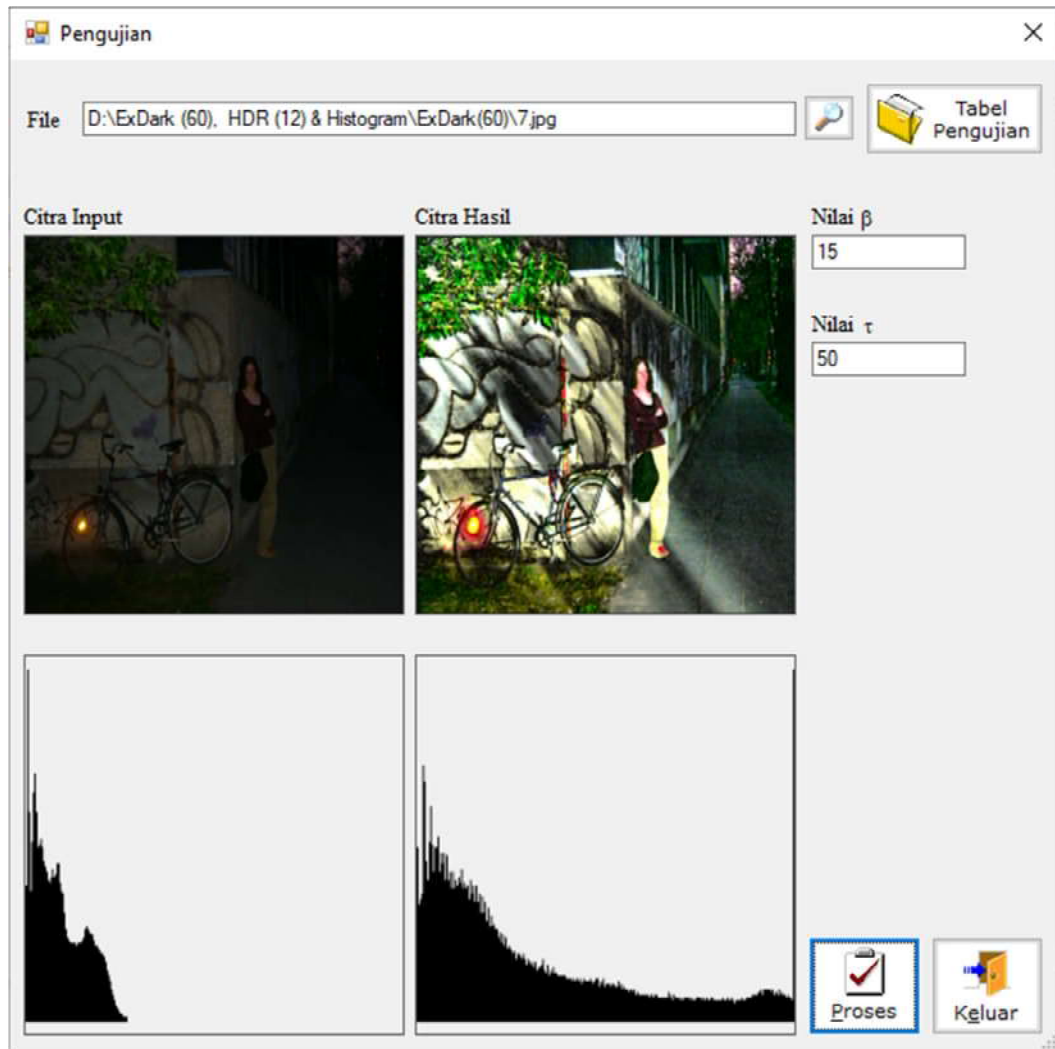 Pengujian
File
D:\ExDark (60), HDR (12) & Histogram\ExDark(60)\7.jpg
Tabel
Pengujian
Citra Input
Citra Hasil
Nilai β
15
Nilai τ
50
Proses
Keluar